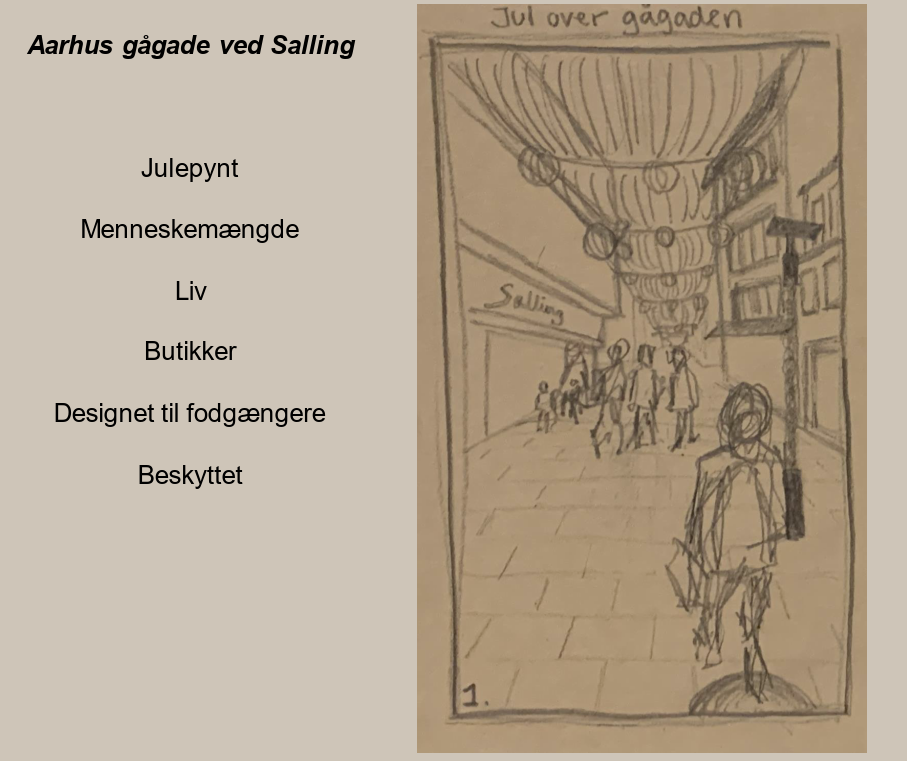 Aarhus gågade ved Salling
Julepynt
Menneskemængde
Liv
Butikker
Designet til fodgængere
Beskyttet
Jul over gågaden
Salling
1.